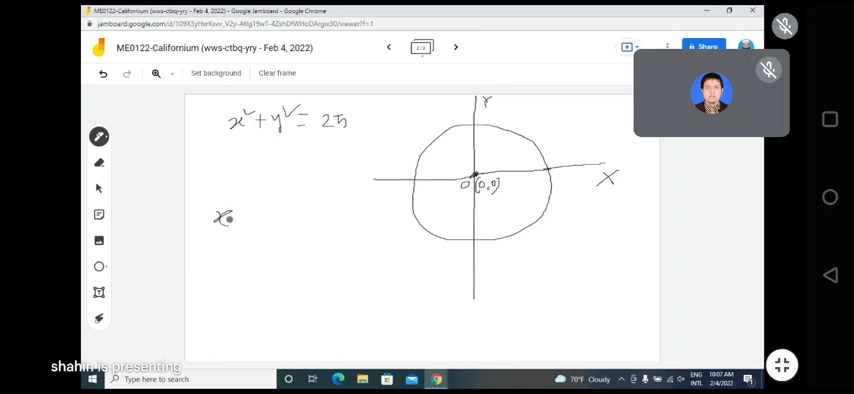 ME0122-Californium (wws-ctbq-yry - Feb 4, 2022) - Google Jamboard - Google Chrome
jamboard.google.com/d/109X3yHxrKsvv_V2y-Atlg19wT-4ZshDfWHoDArgix30/viewer?f=1
ME0122-Californium (wws-ctbq-yry - Feb 4, 2022)
2/2
Share
Set background
Clear frame
x² + y² = 25
Y
O (0,0)
X
x
shahin is presenting
Type here to search
70°F Cloudy
ENG
INTL
10:07 AM
2/4/2022